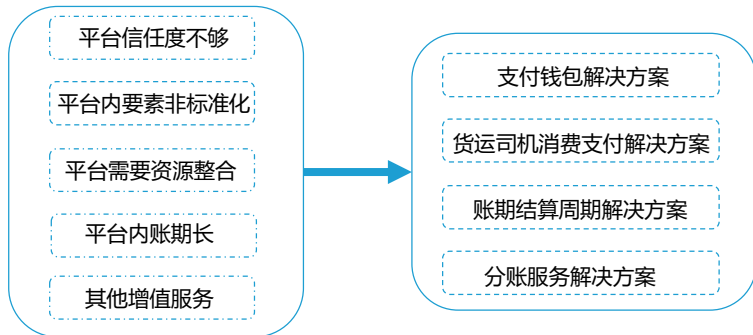 平台信任度不够
平台内要素非标准化
平台需要资源整合
平台内账期长
其他增值服务
支付钱包解决方案
货运司机消费支付解决方案
账期结算周期解决方案
分账服务解决方案